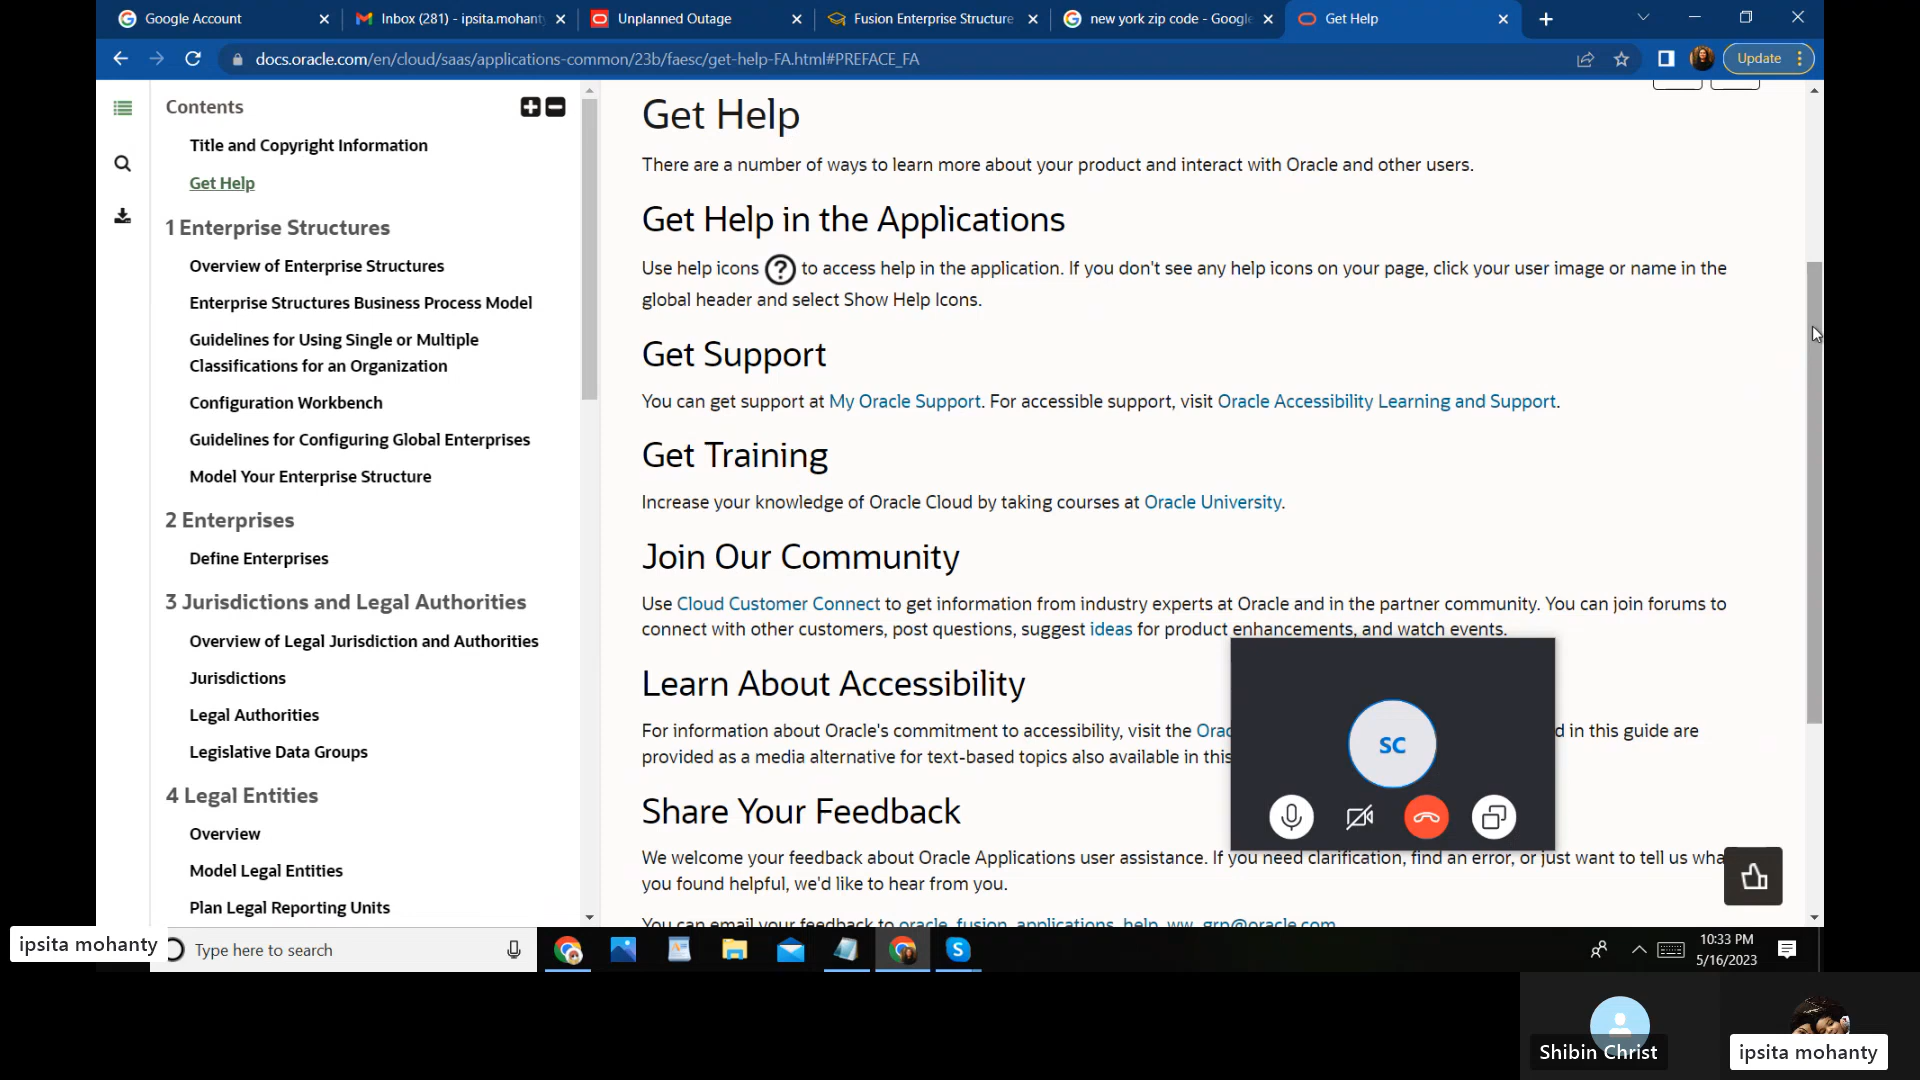 Google Account
Inbox (281) - ipsita.mohanty
Unplanned Outage
Fusion Enterprise Structure
new york zip code - Google
Get Help
docs.oracle.com/en/cloud/saas/applications-common/23b/faesc/get-help-FA.html#PREFACE_FA
Update
Contents
Title and Copyright Information
Get Help
1 Enterprise Structures
Overview of Enterprise Structures
Enterprise Structures Business Process Model
Guidelines for Using Single or Multiple
Classifications for an Organization
Configuration Workbench
Guidelines for Configuring Global Enterprises
Model Your Enterprise Structure
2 Enterprises
Define Enterprises
3 Jurisdictions and Legal Authorities
Overview of Legal Jurisdiction and Authorities
Jurisdictions
Legal Authorities
Legislative Data Groups
4 Legal Entities
Overview
Model Legal Entities
Plan Legal Reporting Units
Get Help
There are a number of ways to learn more about your product and interact with Oracle and other users.
Get Help in the Applications
Use help icons ? to access help in the application. If you don't see any help icons on your page, click your user image or name in the
global header and select Show Help Icons.
Get Support
You can get support at My Oracle Support. For accessible support, visit Oracle Accessibility Learning and Support.
Get Training
Increase your knowledge of Oracle Cloud by taking courses at Oracle University.
Join Our Community
Use Cloud Customer Connect to get information from industry experts at Oracle and in the partner community. You can join forums to
connect with other customers, post questions, suggest ideas for product enhancements, and watch events.
Learn About Accessibility
For information about Oracle's commitment to accessibility, visit the Orac d in this guide are
provided as a media alternative for text-based topics also available in this
Share Your Feedback
We welcome your feedback about Oracle Applications user assistance. If you need clarification, find an error, or just want to tell us wha
you found helpful, we'd like to hear from you.
You can email your feedback to oracle_fusion_applications_help_ww_grp@oracle.com.
SC
ipsita mohanty
Type here to search
S
10:33 PM
5/16/2023
Shibin Christ
ipsita mohanty